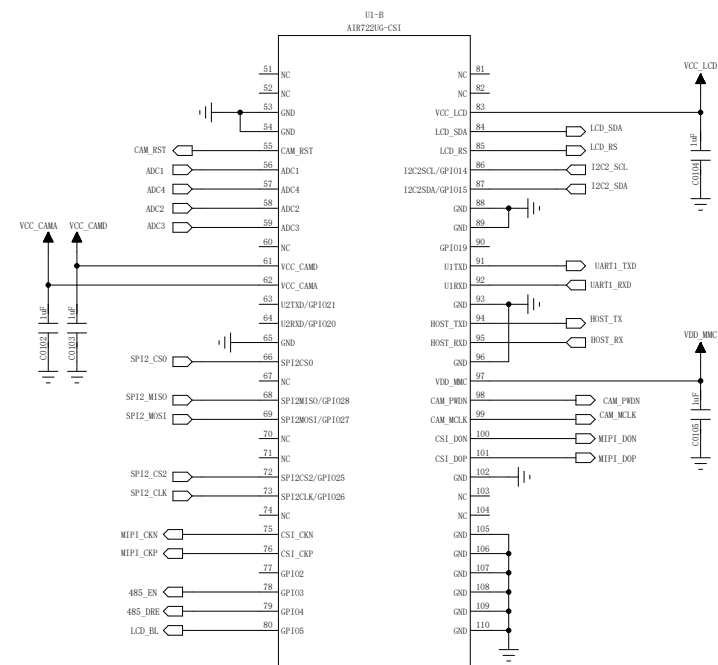 U1-B
AIR722UG-CSI
51 NC
52 NC
53 GND
54 GND
CAM_RST 55 CAM_RST
ADC1 56 ADC1
ADC4 57 ADC4
ADC2 58 ADC2
ADC3 59 ADC3
60 NC
VCC_CAMA VCC_CAMD
61 VCC_CAMD
62 VCC_CAMA
63 U2TXD/GPIO21
64 U2RXD/GPIO20
65 GND
C0102 1uF
C0103 1uF
SPI2_CS0 66 SPI2CS0
67 NC
SPI2_MISO 68 SPI2MISO/GPIO28
SPI2_MOSI 69 SPI2MOSI/GPIO27
70 NC
71 NC
SPI2_CS2 72 SPI2CS2/GPIO25
SPI2_CLK 73 SPI2CLK/GPIO26
74 NC
MIPI_CKN 75 CSI_CKN
MIPI_CKP 76 CSI_CKP
77 GPIO2
485_EN 78 GPIO3
485_DRE 79 GPIO4
LCD_BL 80 GPIO5
NC 81
NC 82
VCC_LCD 83
VCC_LCD
LCD_SDA 84 LCD_SDA
LCD_RS 85 LCD_RS
I2C2SCL/GPIO14 86 I2C2_SCL
I2C2SDA/GPIO15 87 I2C2_SDA
C0104 1uF
GND 88
GND 89
GPIO19 90
U1TXD 91 UART1_TXD
U1RXD 92 UART1_RXD
GND 93
HOST_TXD 94 HOST_TX
HOST_RXD 95 HOST_RX
GND 96
VDD_MMC
VDD_MMC 97
CAM_PWDN 98 CAM_PWDN
CAM_MCLK 99 CAM_MCLK
CSI_DON 100 MIPI_DON
CSI_DOP 101 MIPI_DOP
C0105 1uF
GND 102
NC 103
NC 104
GND 105
GND 106
GND 107
GND 108
GND 109
GND 110